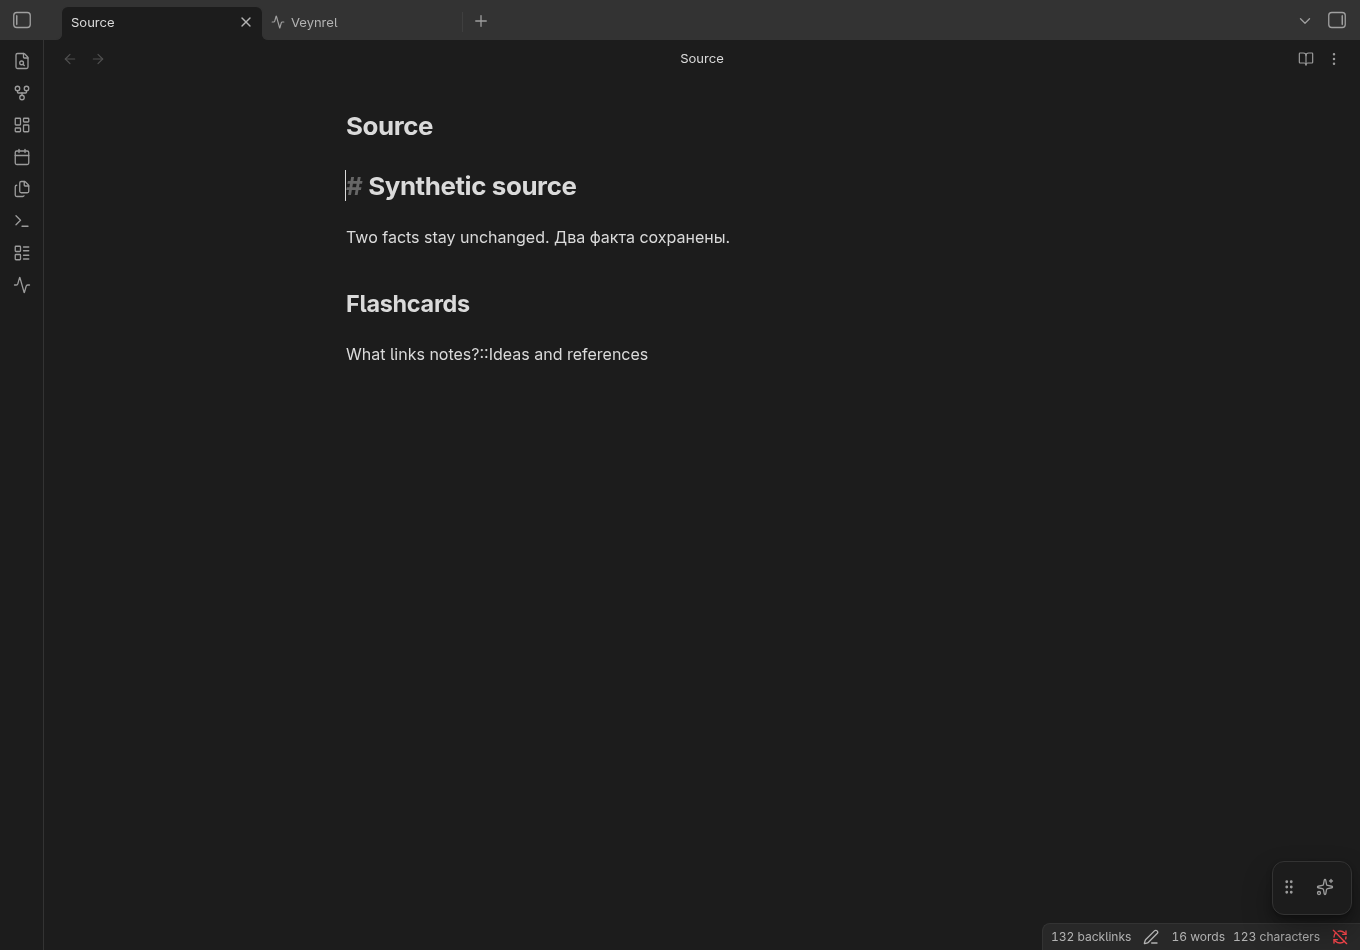 Source
Veynrel
Source
Source
# Synthetic source
Two facts stay unchanged. Два факта сохранены.
Flashcards
What links notes?::Ideas and references
132 backlinks 16 words 123 characters